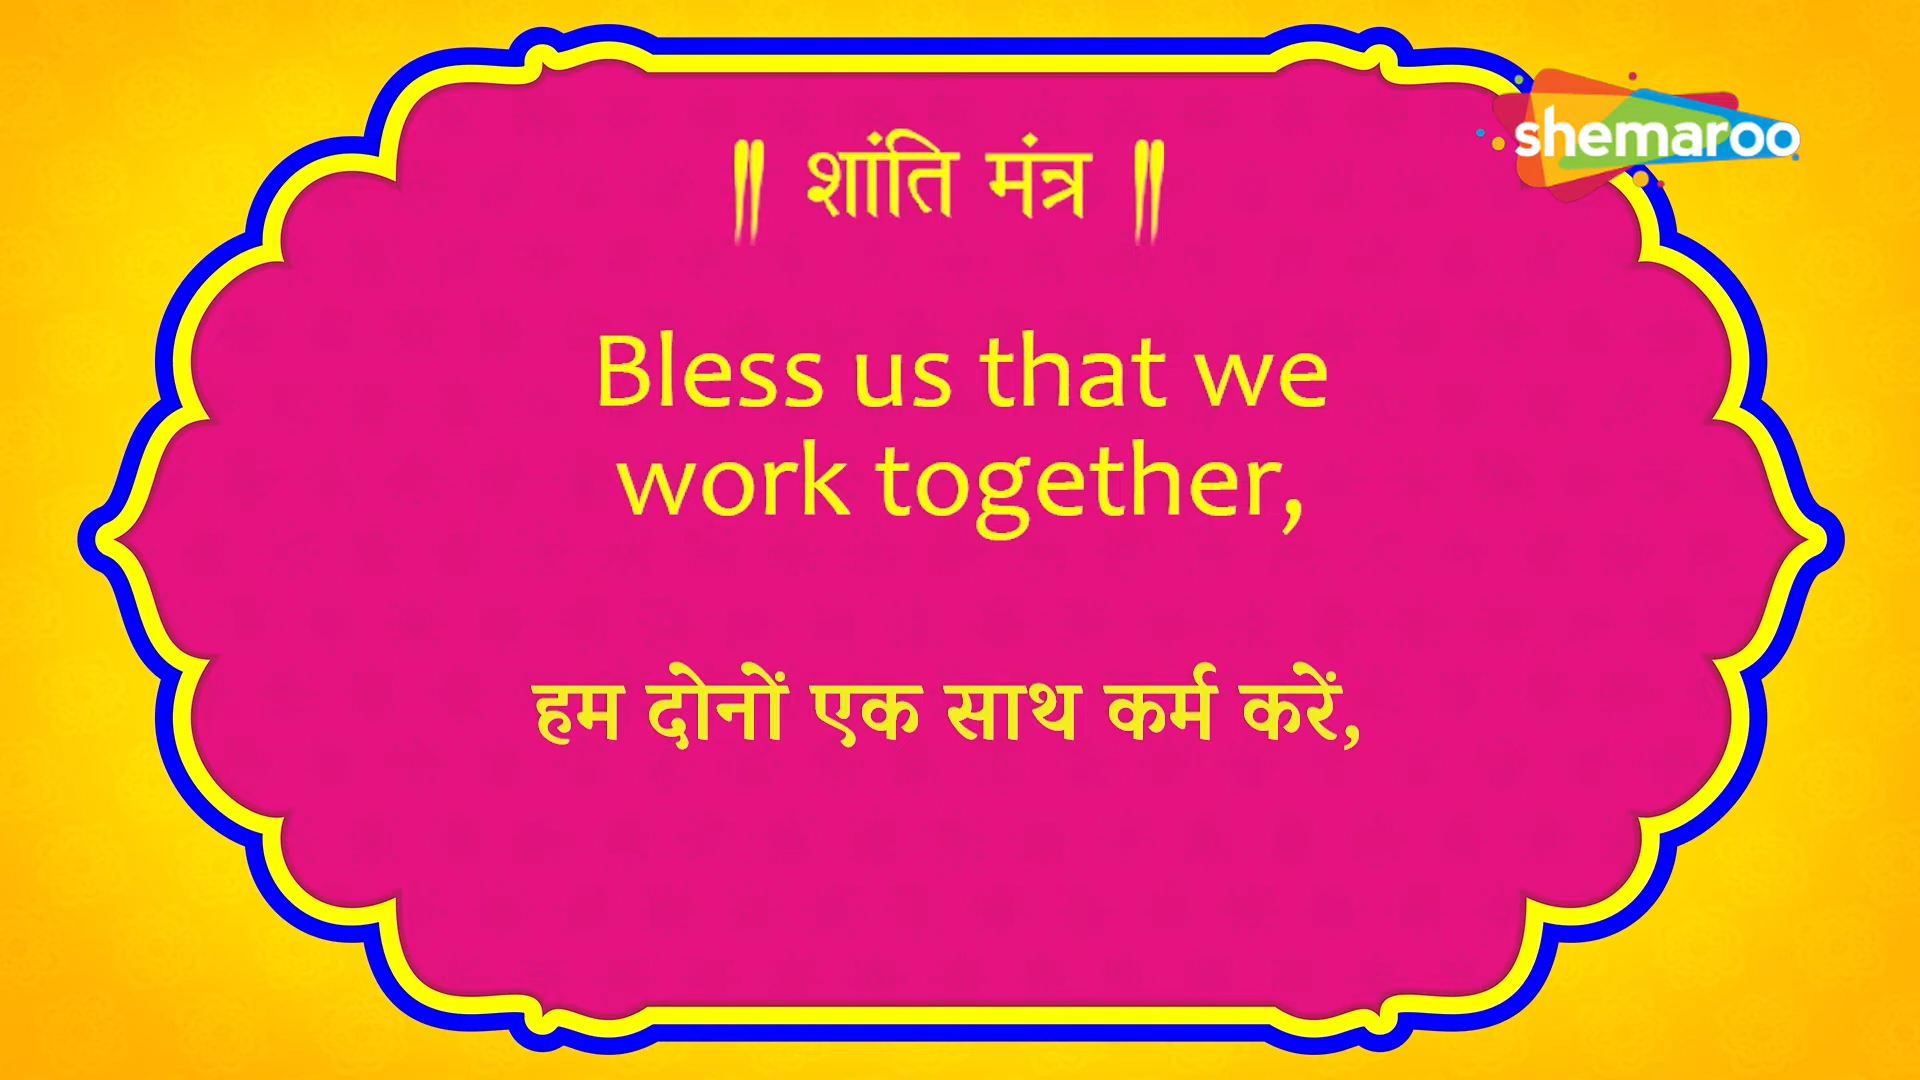 ॥ शांति मंत्र ॥
shemaroo
Bless us that we
work together,
हम दोनों एक साथ कर्म करें,